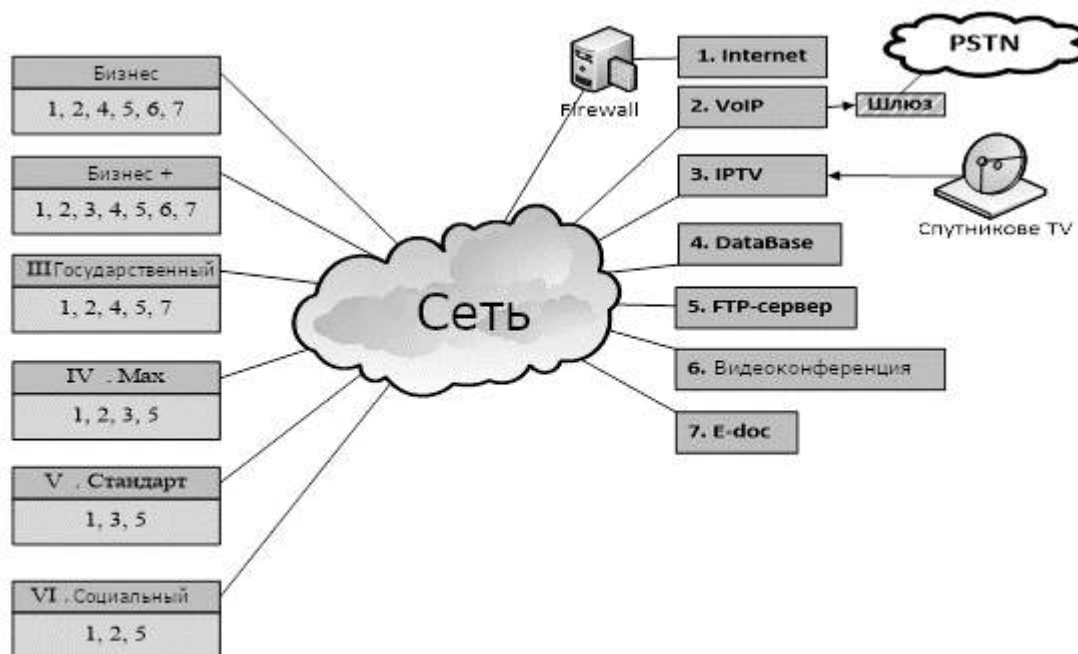 Бизнес
1, 2, 4, 5, 6, 7
Бизнес +
1, 2, 3, 4, 5, 6, 7
III Государственный
1, 2, 4, 5, 7
IV . Max
1, 2, 3, 5
V . Стандарт
1, 3, 5
VI . Социальный
1, 2, 5
Сеть
Firewall
1. Internet
2. VoIP
Шлюз
PSTN
3. IPTV
Спутникове TV
4. DataBase
5. FTP-сервер
6. Видеоконференция
7. E-doc